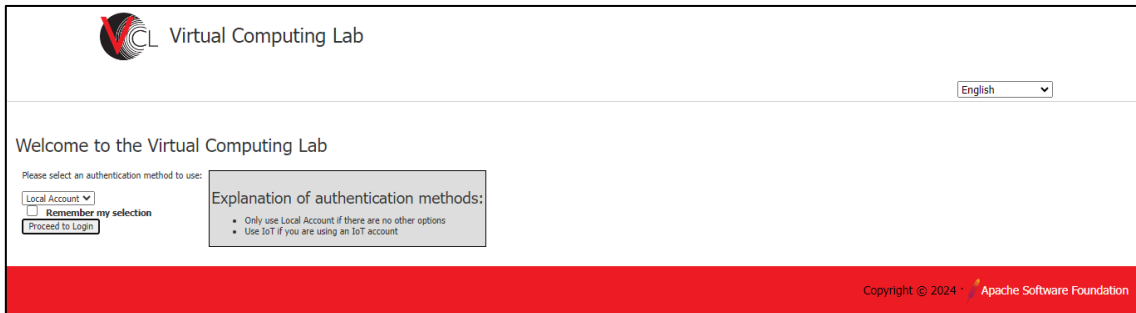 VCL Virtual Computing Lab
English
Welcome to the Virtual Computing Lab
Please select an authentication method to use:
Local Account
Remember my selection
Proceed to Login
Explanation of authentication methods:
Only use Local Account if there are no other options
Use IoT if you are using an IoT account
Copyright © 2024 · Apache Software Foundation